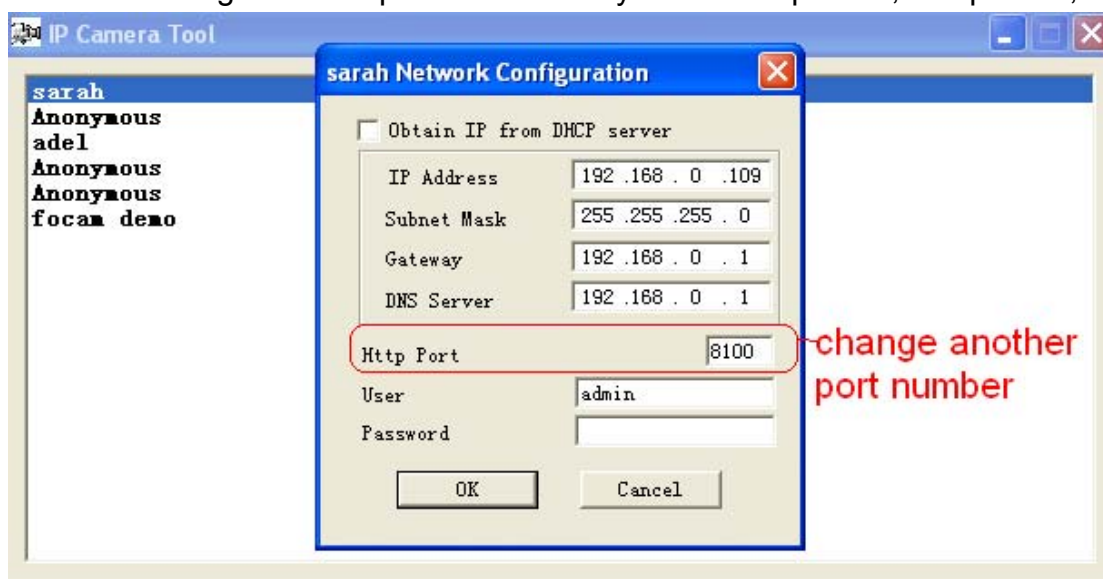 IP Camera Tool
sarah
Anonymous
adel
Anonymous
Anonymous
focam demo
sarah Network Configuration
Obtain IP from DHCP server
IP Address 192 .168 . 0 .109
Subnet Mask 255 .255 .255 . 0
Gateway 192 .168 . 0 . 1
DNS Server 192 .168 . 0 . 1
Http Port 8100
User admin
Password
OK Cancel
change another
port number